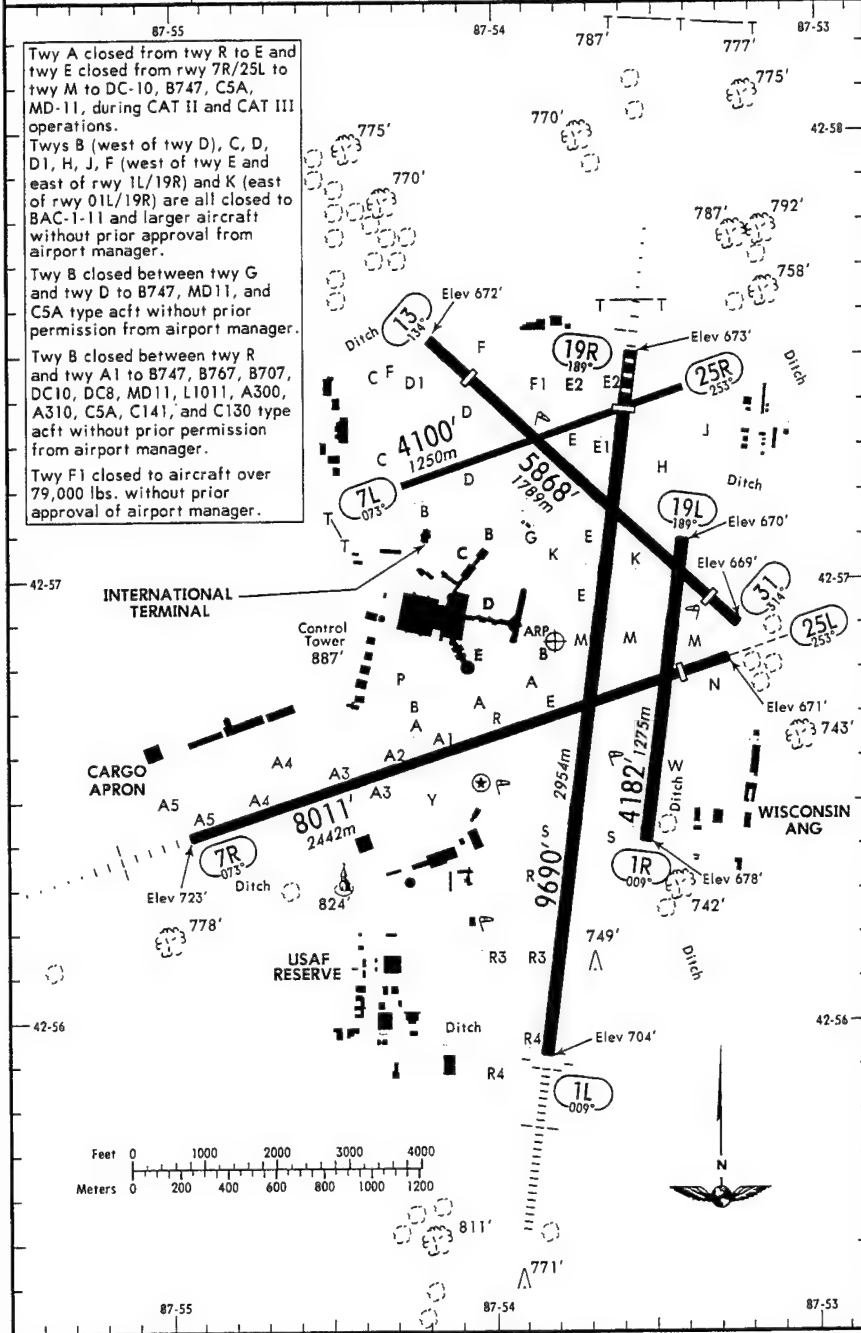 87-55
87-54
87-53
Twy A closed from twy R to E and
twy E closed from rwy 7R/25L to
twy M to DC-10, B747, C5A,
MD-11, during CAT II and CAT III
operations.
Twys B (west of twy D), C, D,
D1, H, J, F (west of twy E and
east of rwy 1L/19R) and K (east
of rwy 01L/19R) are all closed to
BAC-1-11 and larger aircraft
without prior approval from
airport manager.
Twy B closed between twy G
and twy D to B747, MD11, and
C5A type acft without prior
permission from airport manager.
Twy B closed between twy R
and twy A1 to B747, B767, B707,
DC10, DC8, MD11, L1011, A300,
A310, C5A, C141, and C130 type
acft without prior permission
from airport manager.
Twy F1 closed to aircraft over
79,000 lbs. without prior
approval of airport manager.
T T T
787'
777'
775'
770'
42-58
775'
770'
787'
792'
758'
Elev 672'
T T
13
134°
Ditch
F
19R
189°
Elev 673'
Ditch
C F D1
F1 E2 E2
25R
253°
D
E E1
J
4100'
1250m
5868'
1789m
H
C
D
7L
073°
Ditch
B
19L
189°
Elev 670'
T
T
B
G
E
C
K
K
Elev 669'
42-57
42-57
INTERNATIONAL
TERMINAL
E
31
314°
D
Control
Tower
887'
ARP
B
M
M
M
25L
253°
E
P
A
N
B
A
E
Elev 671'
A
R
A1
743'
A2
CARGO
APRON
A4
A3
2954m
4182'
1275m
W
Ditch
A5
A5
A4
A3
Y
WISCONSIN
ANG
8011'
2442m
S
S
7R
073°
1R
009°
9690'
Elev 678'
Elev 723'
Ditch
824'
R
742'
778'
749'
USAF
RESERVE
R3 R3
Ditch
42-56
42-56
Ditch
R4
Elev 704'
R4
1L
009°
Feet 0 1000 2000 3000 4000
Meters 0 200 400 600 800 1000 1200
N
811'
771'
87-55
87-54
87-53